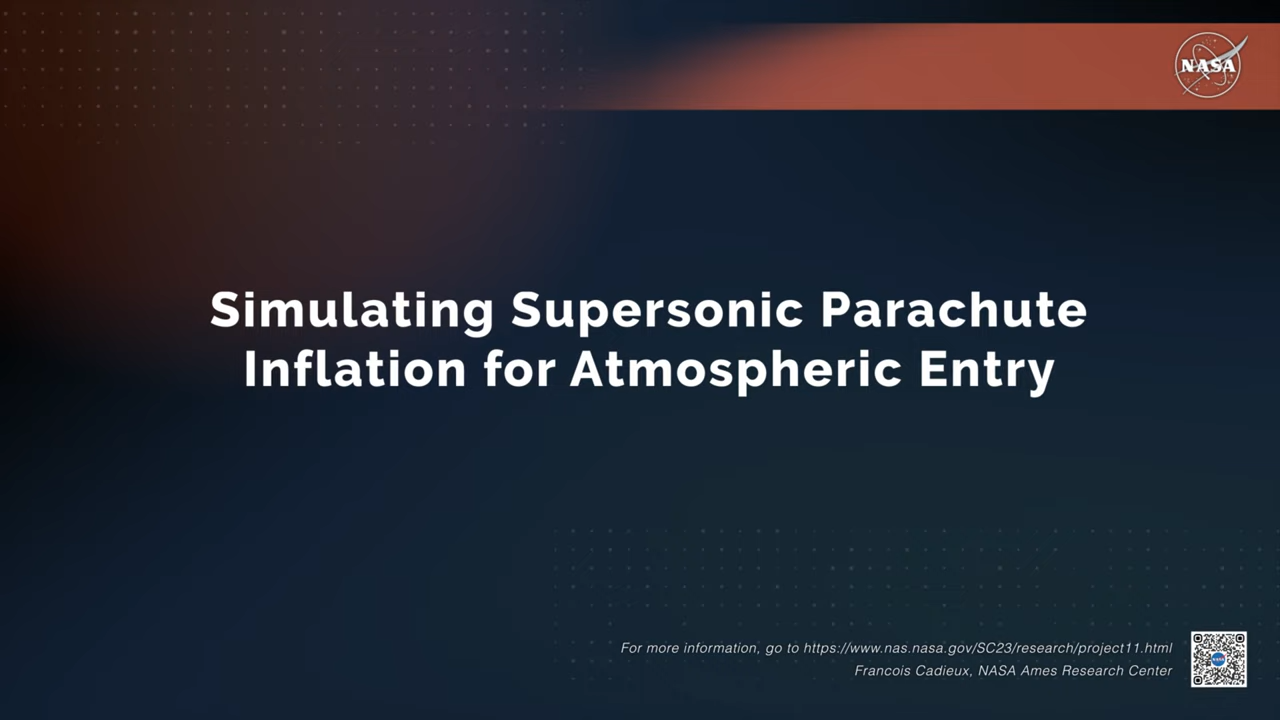 NASA
Simulating Supersonic Parachute
Inflation for Atmospheric Entry
For more information, go to https://www.nas.nasa.gov/SC23/research/project11.html
Francois Cadieux, NASA Ames Research Center